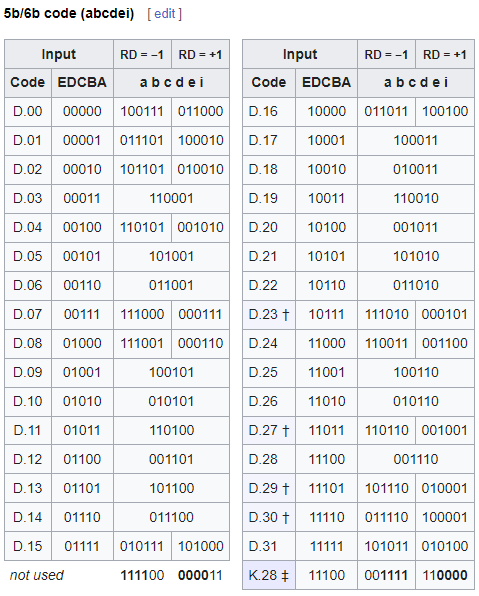 5b/6b code (abcdei) [ edit ]
Input RD = −1 RD = +1
Code EDCBA a b c d e i
D.00 00000 100111 011000
D.01 00001 011101 100010
D.02 00010 101101 010010
D.03 00011 110001
D.04 00100 110101 001010
D.05 00101 101001
D.06 00110 011001
D.07 00111 111000 000111
D.08 01000 111001 000110
D.09 01001 100101
D.10 01010 010101
D.11 01011 110100
D.12 01100 001101
D.13 01101 101100
D.14 01110 011100
D.15 01111 010111 101000
not used 111100 000011
Input RD = −1 RD = +1
Code EDCBA a b c d e i
D.16 10000 011011 100100
D.17 10001 100011
D.18 10010 010011
D.19 10011 110010
D.20 10100 001011
D.21 10101 101010
D.22 10110 011010
D.23 † 10111 111010 000101
D.24 11000 110011 001100
D.25 11001 100110
D.26 11010 010110
D.27 † 11011 110110 001001
D.28 11100 001110
D.29 † 11101 101110 010001
D.30 † 11110 011110 100001
D.31 11111 101011 010100
K.28 ‡ 11100 001111 110000